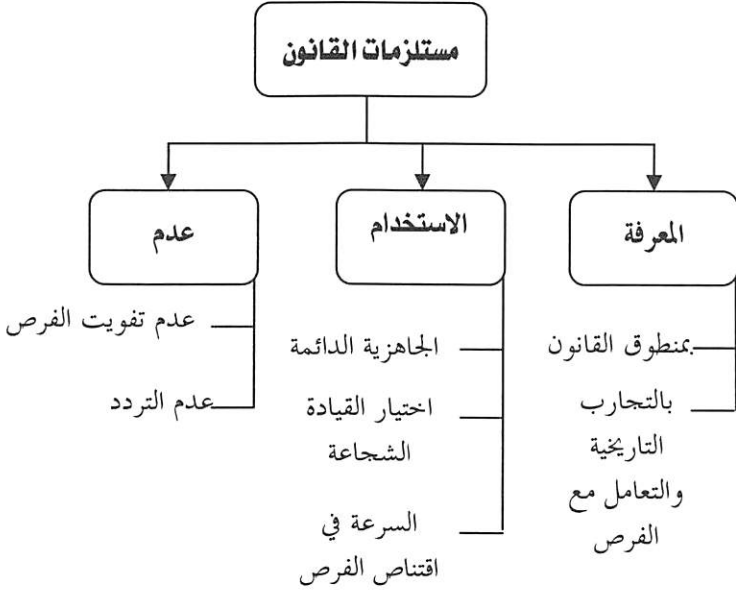 مستلزمات القانون
المعرفة
بمنطوق القانون
بالتجارب
التاريخية
والتعامل مع
الفرص
الاستخدام
الجاهزية الدائمة
اختيار القيادة
الشجاعة
السرعة في
اقتناص الفرص
عدم
عدم تفويت الفرص
عدم التردد